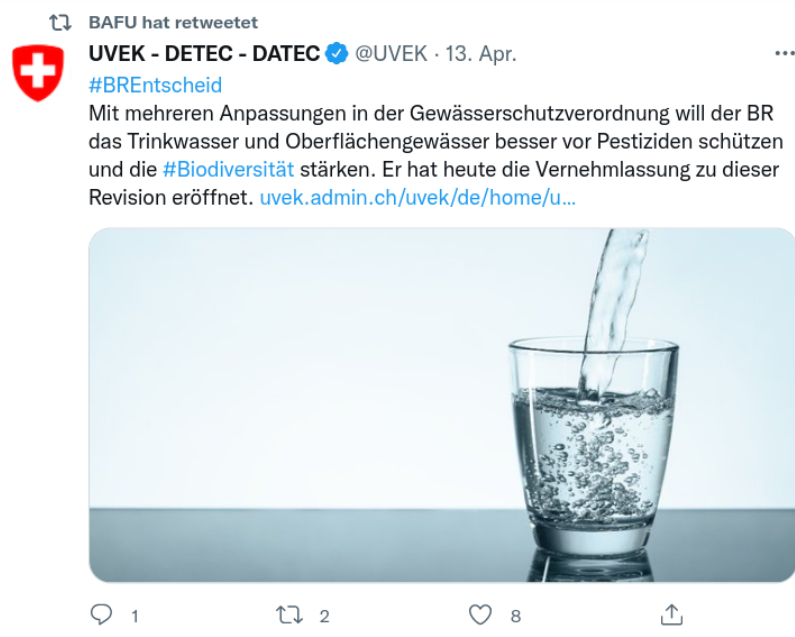 BAFU hat retweetet
UVEK - DETEC - DATEC @UVEK · 13. Apr.
#BREntscheid
Mit mehreren Anpassungen in der Gewässerschutzverordnung will der BR
das Trinkwasser und Oberflächengewässer besser vor Pestiziden schützen
und die #Biodiversität stärken. Er hat heute die Vernehmlassung zu dieser
Revision eröffnet. uvek.admin.ch/uvek/de/home/u...
1 2 8